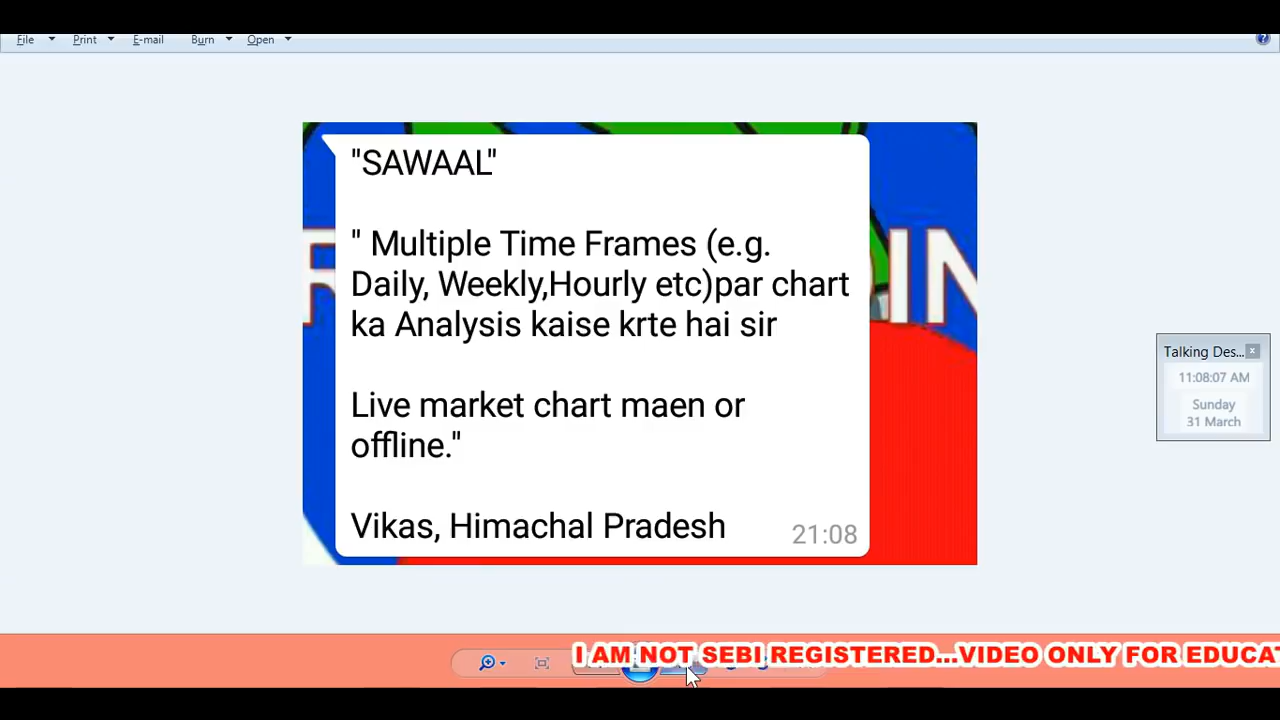 File Print E-mail Burn Open
"SAWAAL"
" Multiple Time Frames (e.g.
Daily, Weekly,Hourly etc)par chart
ka Analysis kaise krte hai sir
Live market chart maen or
offline."
Vikas, Himachal Pradesh 21:08
IN
Talking Des...
11:08:07 AM
Sunday
31 March
I AM NOT SEBI REGISTERED...VIDEO ONLY FOR EDUCAT